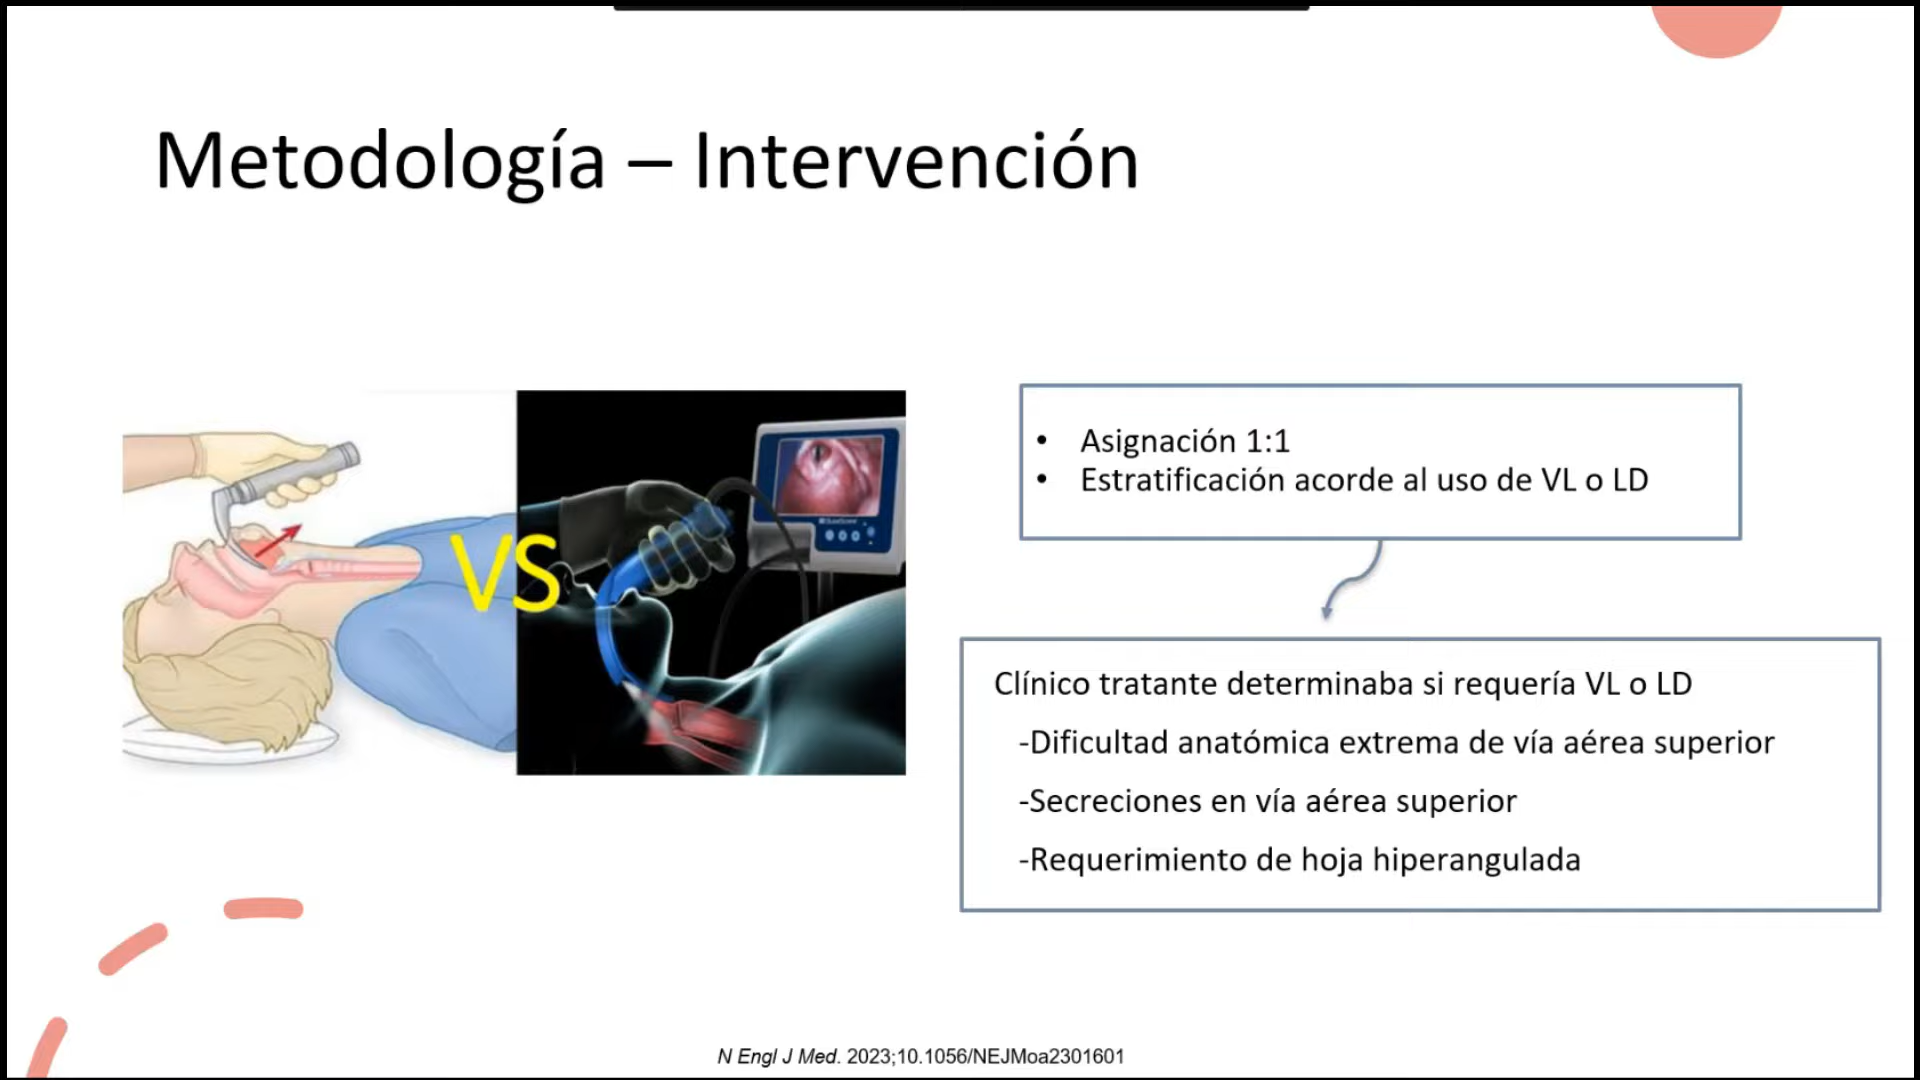 Metodología – Intervención
VS
• Asignación 1:1
• Estratificación acorde al uso de VL o LD
Clínico tratante determinaba si requería VL o LD
-Dificultad anatómica extrema de vía aérea superior
-Secreciones en vía aérea superior
-Requerimiento de hoja hiperangulada
N Engl J Med. 2023;10.1056/NEJMoa2301601